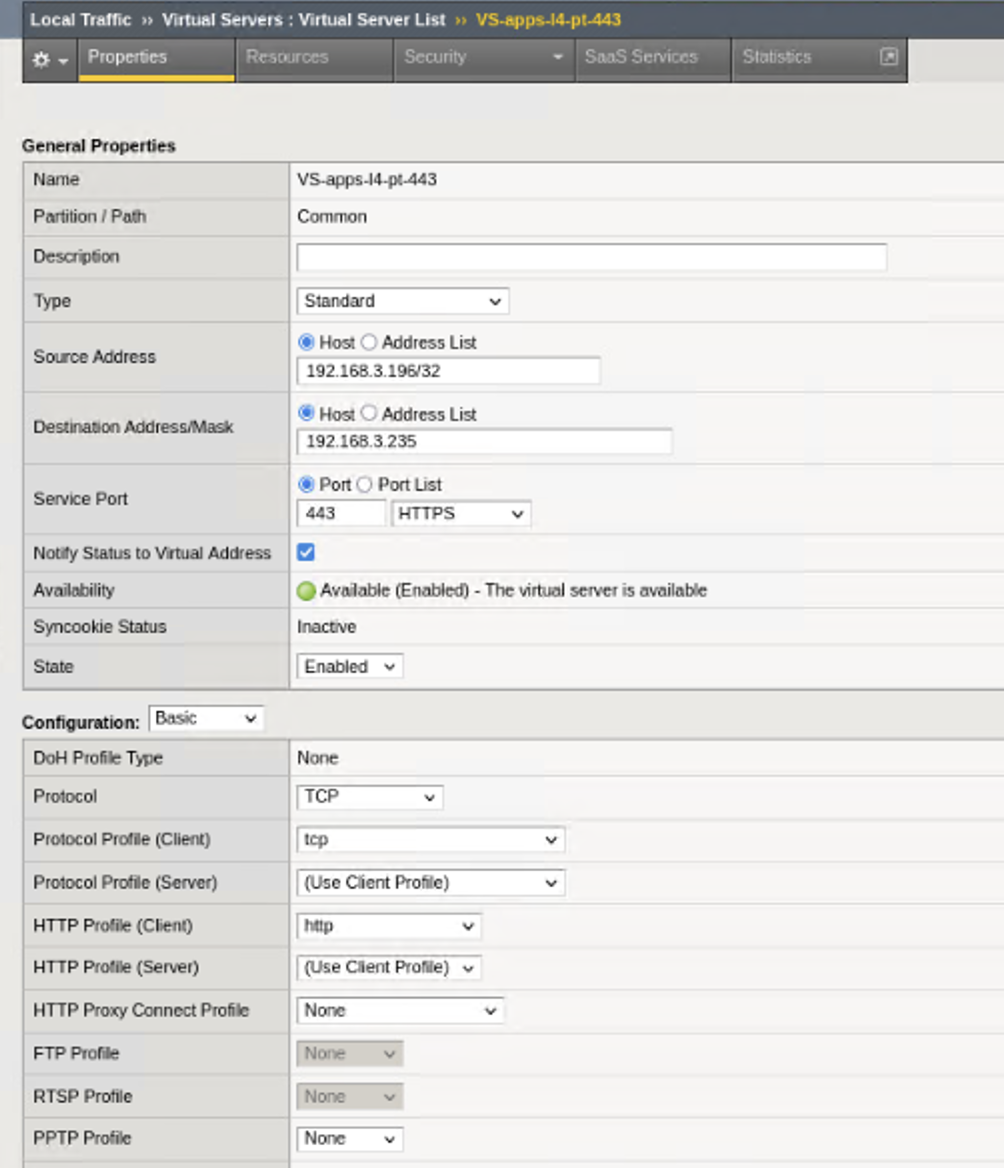 Local Traffic ›› Virtual Servers : Virtual Server List ›› VS-apps-l4-pt-443
Properties Resources Security SaaS Services Statistics
General Properties
Name VS-apps-l4-pt-443
Partition / Path Common
Description
Type Standard
Source Address Host Address List
192.168.3.196/32
Destination Address/Mask Host Address List
192.168.3.235
Service Port Port Port List
443 HTTPS
Notify Status to Virtual Address
Availability Available (Enabled) - The virtual server is available
Syncookie Status Inactive
State Enabled
Configuration: Basic
DoH Profile Type None
Protocol TCP
Protocol Profile (Client) tcp
Protocol Profile (Server) (Use Client Profile)
HTTP Profile (Client) http
HTTP Profile (Server) (Use Client Profile)
HTTP Proxy Connect Profile None
FTP Profile None
RTSP Profile None
PPTP Profile None